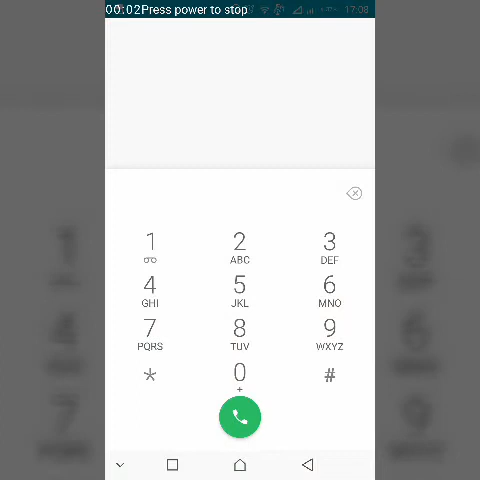 00:02Press power to stop 17:08
1 2 3
ABC DEF
4 5 6
GHI JKL MNO
7 8 9
PQRS TUV WXYZ
* 0 #
+